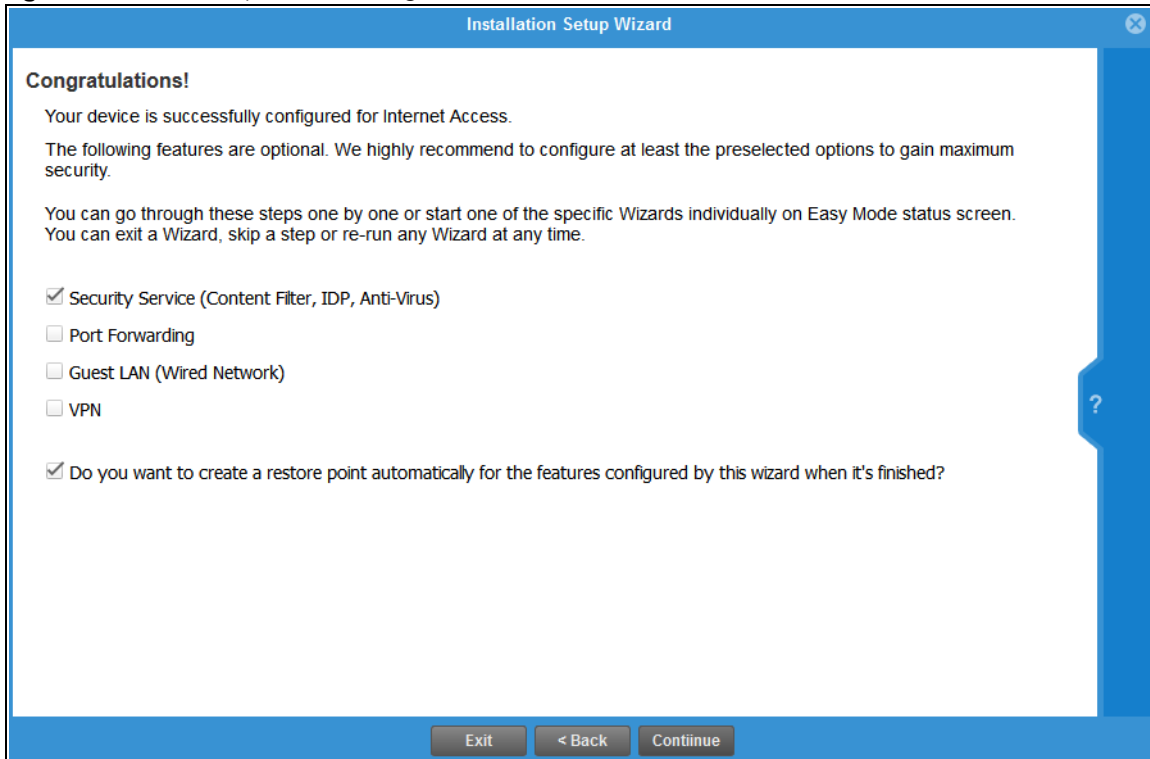 Installation Setup Wizard
Congratulations!
Your device is successfully configured for Internet Access.
The following features are optional. We highly recommend to configure at least the preselected options to gain maximum
security.
You can go through these steps one by one or start one of the specific Wizards individually on Easy Mode status screen.
You can exit a Wizard, skip a step or re-run any Wizard at any time.
Security Service (Content Filter, IDP, Anti-Virus)
Port Forwarding
Guest LAN (Wired Network)
VPN
?
Do you want to create a restore point automatically for the features configured by this wizard when it's finished?
Exit
< Back
Contiinue